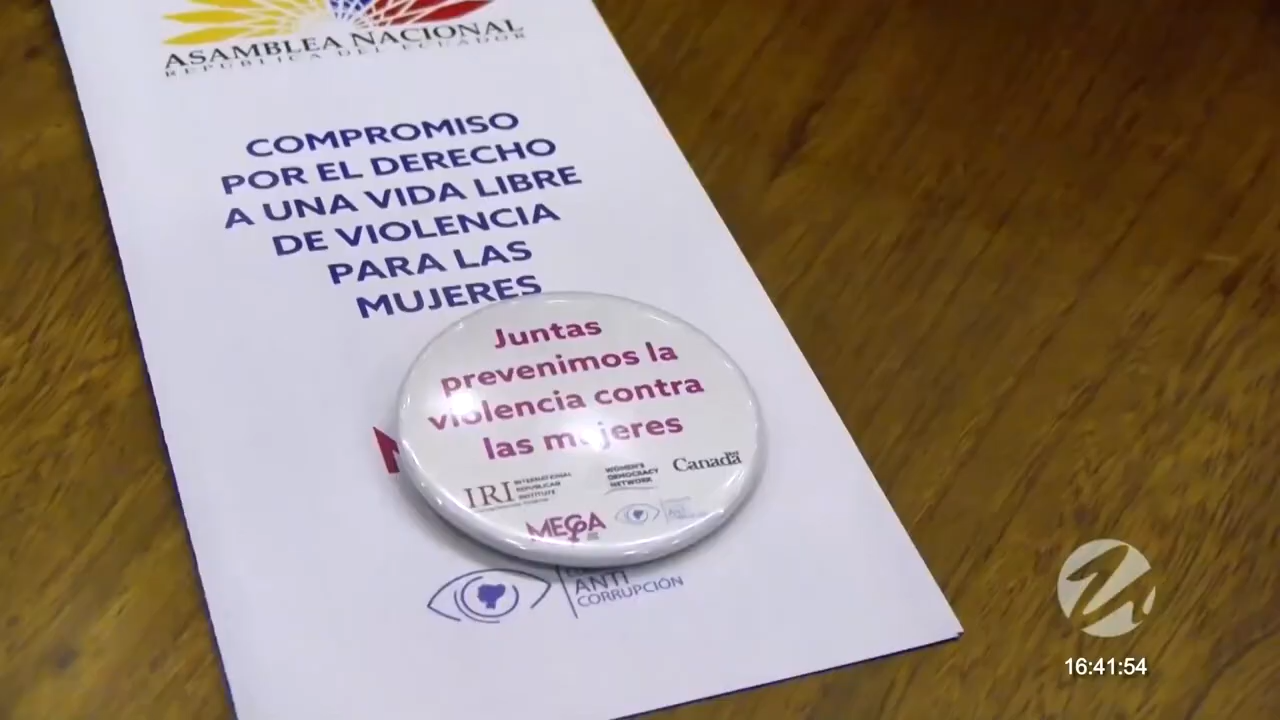 ASAMBLEA NACIONAL
REPÚBLICA DEL ECUADOR
COMPROMISO
POR EL DERECHO
A UNA VIDA LIBRE
DE VIOLENCIA
PARA LAS
MUJERES
Juntas
prevenimos la
violencia contra
las mujeres
IRI INTERNATIONAL
REPUBLICAN
INSTITUTE
WOMEN'S
DEMOCRACY
NETWORK
Canada
MEGA
ANTI
CORRUPCIÓN
16:41:54